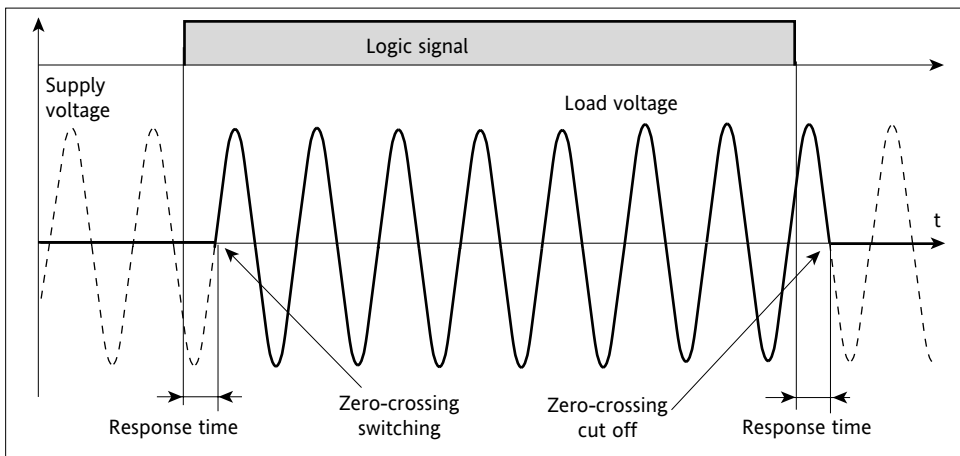 Logic signal
Supply
voltage
Load voltage
t
Zero-crossing
switching
Zero-crossing
cut off
Response time
Response time